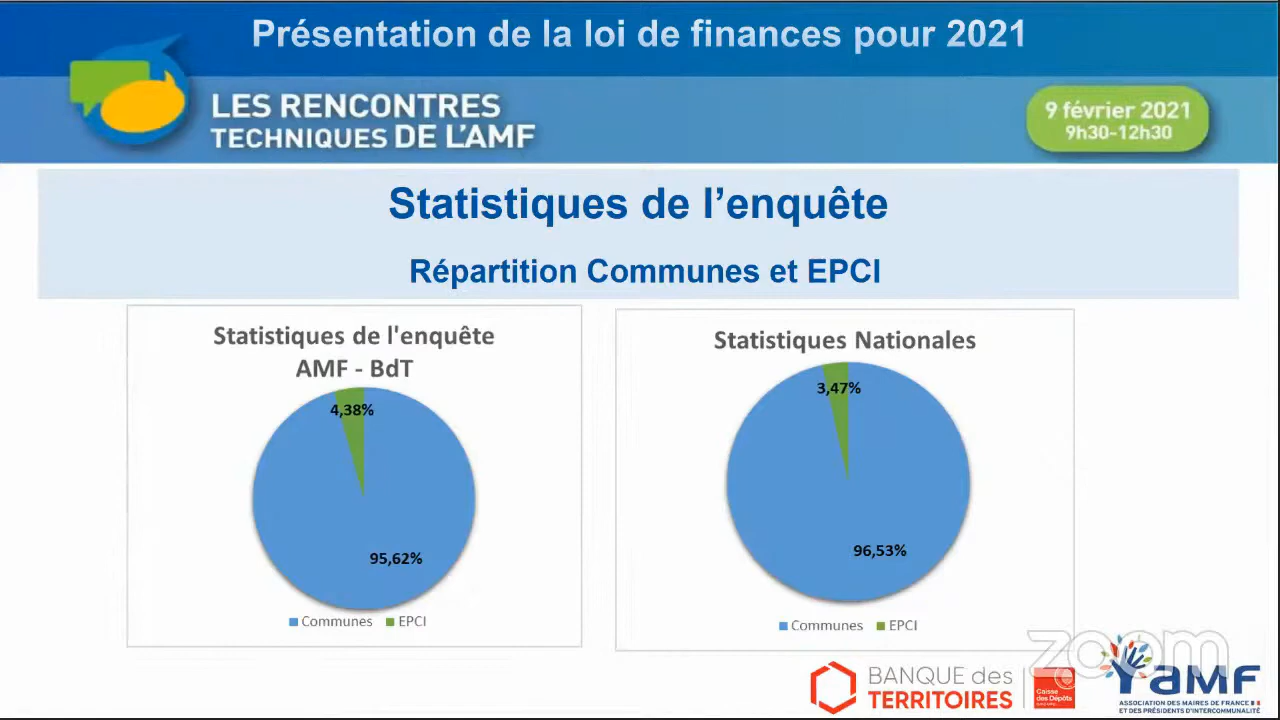 Présentation de la loi de finances pour 2021
LES RENCONTRES
TECHNIQUES DE L'AMF
9 février 2021
9h30-12h30
Statistiques de l’enquête
Répartition Communes et EPCI
Statistiques de l'enquête
AMF - BdT
4,38%
95,62%
Communes EPCI
Statistiques Nationales
3,47%
96,53%
Communes EPCI
zoom
BANQUE des
TERRITOIRES
Caisse
des Dépôts
AMF
ASSOCIATION DES MAIRES DE FRANCE
ET DES PRÉSIDENTS D'INTERCOMMUNALITÉ